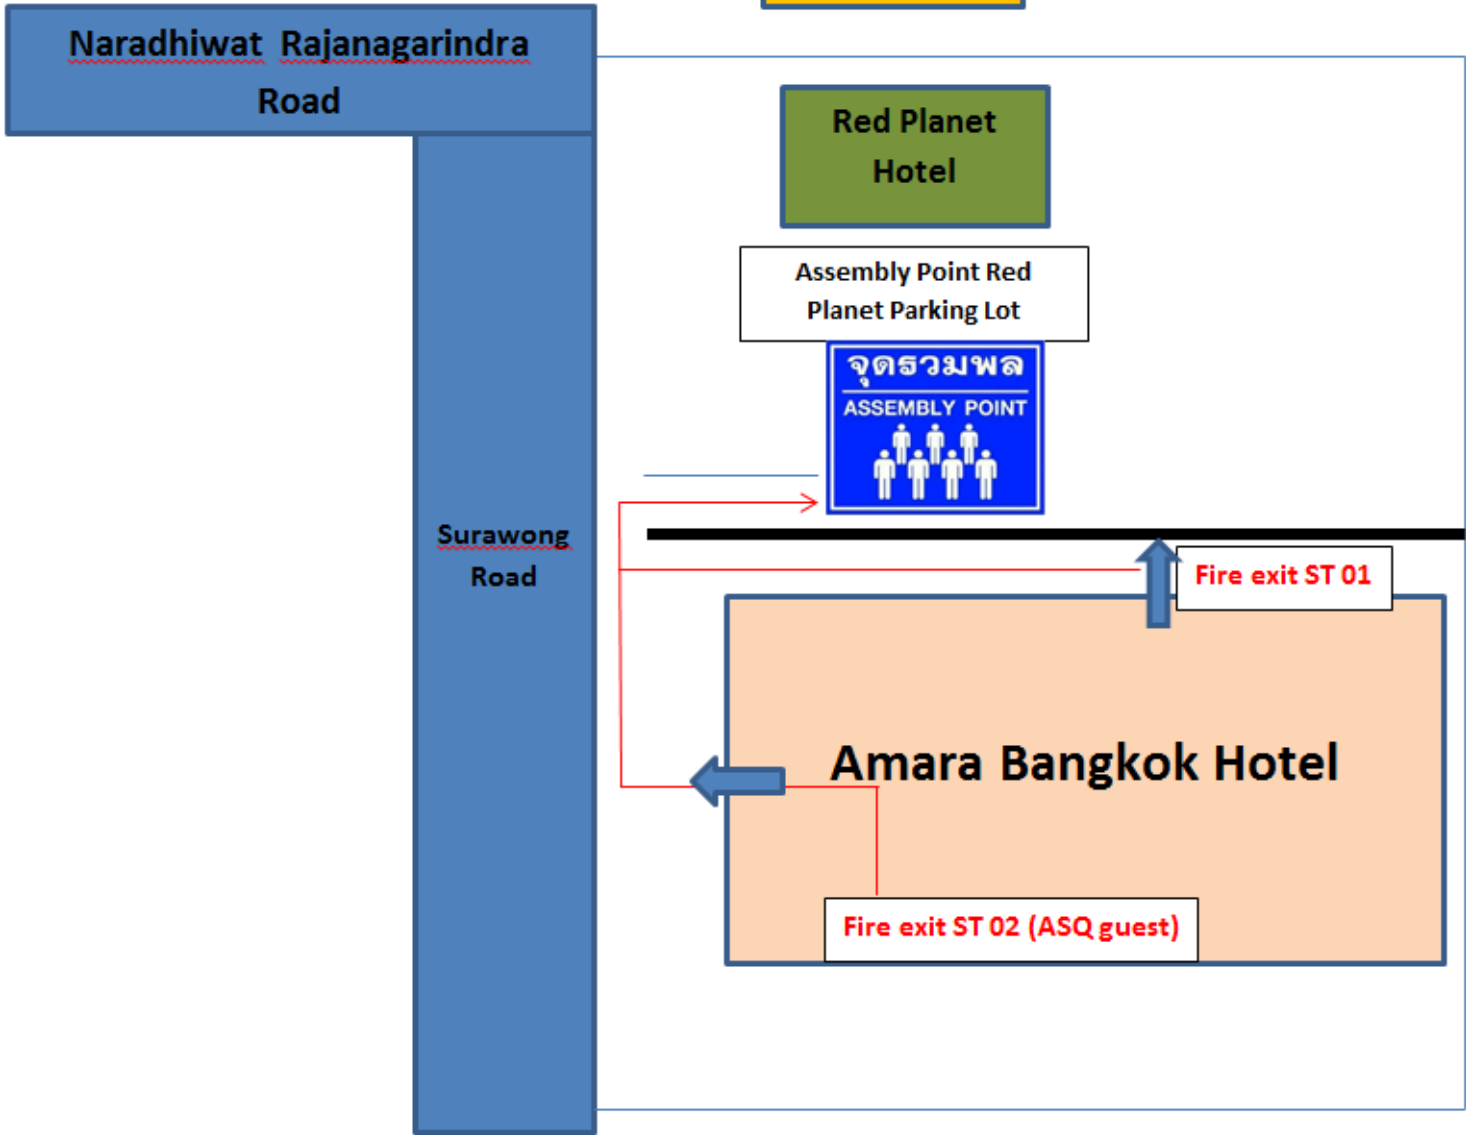 Naradhiwat Rajanagarindra
Road
Red Planet
Hotel
Assembly Point Red
Planet Parking Lot
จุดรวมพล
ASSEMBLY POINT
Surawong
Road
Fire exit ST 01
Amara Bangkok Hotel
Fire exit ST 02 (ASQ guest)